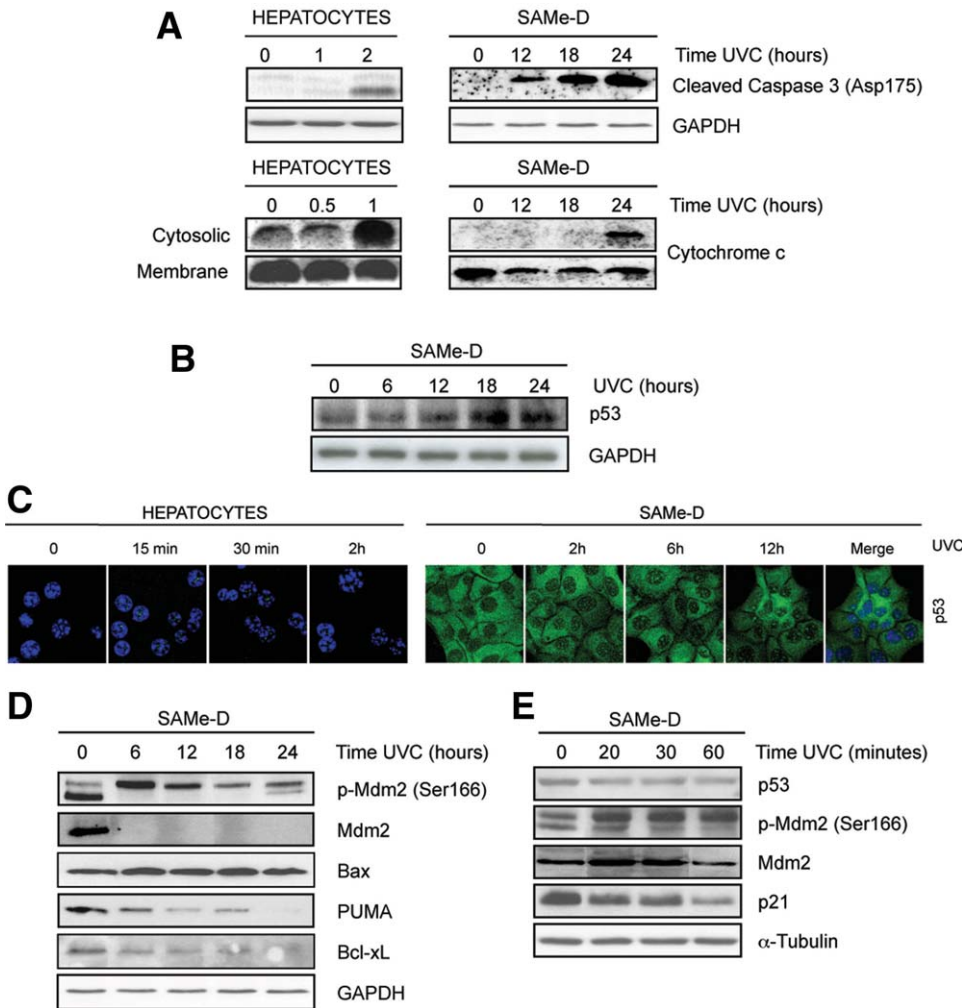 A
HEPATOCYTES SAMe-D
0 1 2 0 12 18 24 Time UVC (hours)
Cleaved Caspase 3 (Asp175)
GAPDH
HEPATOCYTES SAMe-D
0 0.5 1 0 12 18 24 Time UVC (hours)
Cytosolic
Cytochrome c
Membrane
B
SAMe-D
0 6 12 18 24 UVC (hours)
p53
GAPDH
C
HEPATOCYTES SAMe-D
0 15 min 30 min 2h 0 2h 6h 12h Merge UVC
p53
D
SAMe-D
0 6 12 18 24 Time UVC (hours)
p-Mdm2 (Ser166)
Mdm2
Bax
PUMA
Bcl-xL
GAPDH
E
SAMe-D
0 20 30 60 Time UVC (minutes)
p53
p-Mdm2 (Ser166)
Mdm2
p21
α-Tubulin